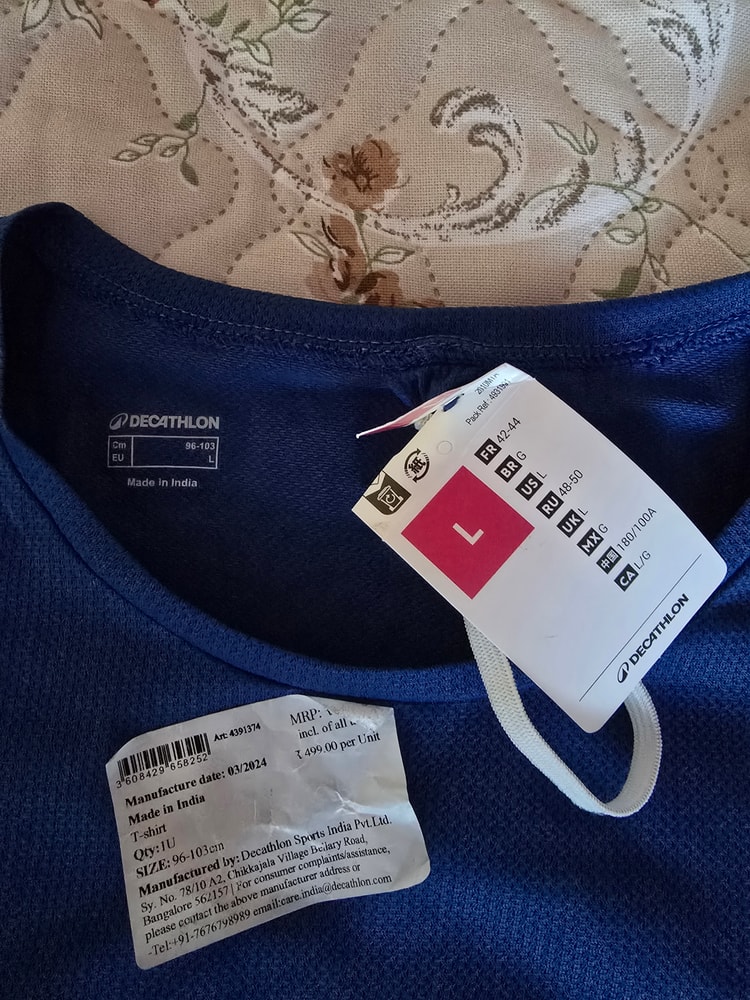 DECATHLON
Cm 96-103
EU L
Made in India
Pack Ref.:
FR 42-44
BR G
US L
RU 48-50
UK L
MX G
中国 180/100A
CA L/G
L
DECATHLON
Art: 4391374
3 608429 658252
MRP: ₹
incl. of all
₹ 499.00 per Unit
Manufacture date: 03/2024
Made in India
T-shirt
Qty: 1U
SIZE: 96-103cm
Manufactured by: Decathlon Sports India Pvt.Ltd.
Sy. No. 78/10 A2, Chikkajala Village Bellary Road,
Bangalore 562157 | For consumer complaints/assistance,
please contact the above manufacturer address or
-Tel:+91-7676798989 email:care.india@decathlon.com